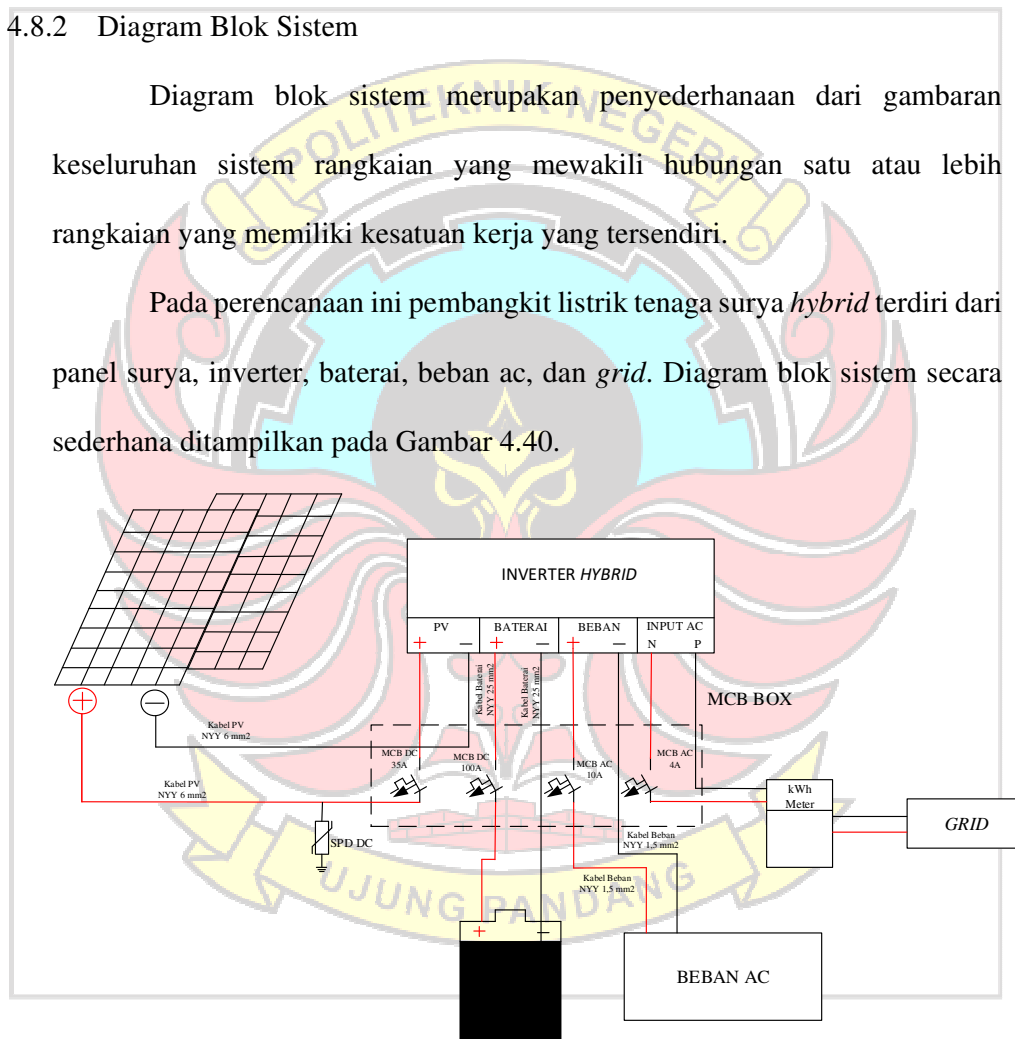 4.8.2 Diagram Blok Sistem
Diagram blok sistem merupakan penyederhanaan dari gambaran
keseluruhan sistem rangkaian yang mewakili hubungan satu atau lebih
rangkaian yang memiliki kesatuan kerja yang tersendiri.
Pada perencanaan ini pembangkit listrik tenaga surya hybrid terdiri dari
panel surya, inverter, baterai, beban ac, dan grid. Diagram blok sistem secara
sederhana ditampilkan pada Gambar 4.40.
POLITEKNIK NEGERI
UJUNG PANDANG
INVERTER HYBRID
PV
+ −
BATERAI
+ −
BEBAN
+ −
INPUT AC
N P
Kabel Baterai
NYY 25 mm2
Kabel Baterai
NYY 25 mm2
MCB BOX
+
−
Kabel PV
NYY 6 mm2
Kabel PV
NYY 6 mm2
MCB DC
35A
MCB DC
100A
MCB AC
10A
MCB AC
4A
kWh
Meter
GRID
SPD DC
Kabel Beban
NYY 1,5 mm2
Kabel Beban
NYY 1,5 mm2
+ −
BEBAN AC